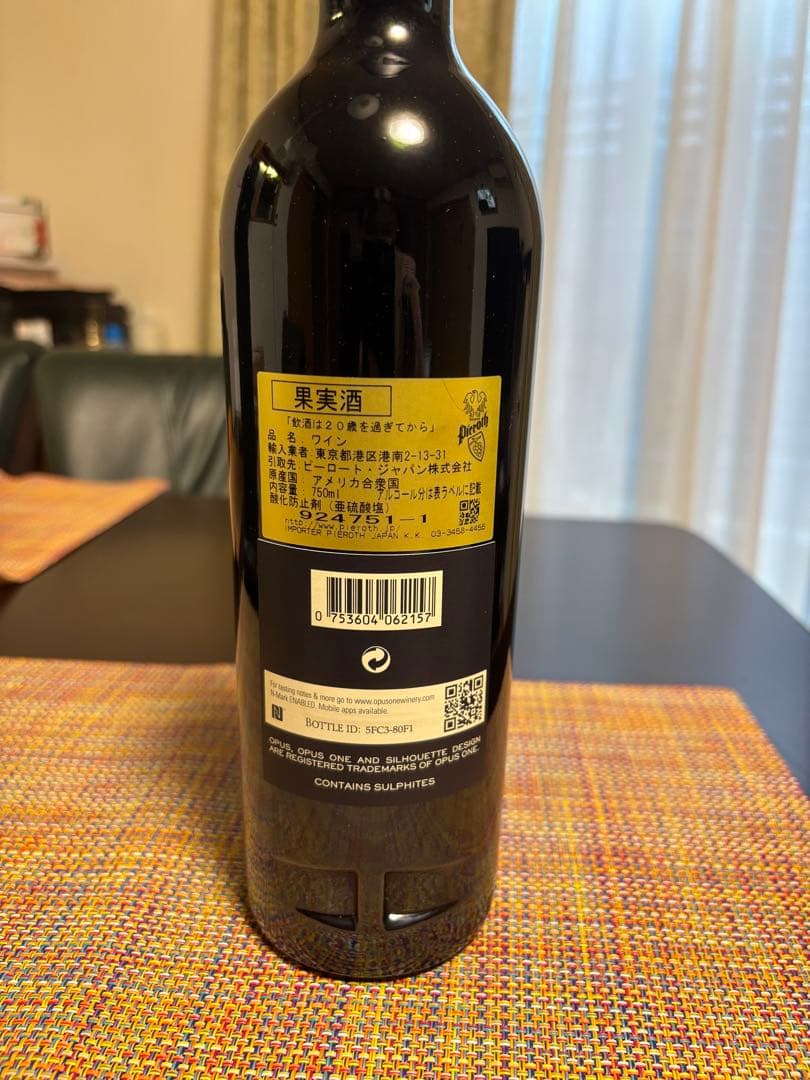 果実酒
「飲酒は20歳を過ぎてから」
Pieroth
品 名 . ワイン
輸入業者 東京都港区港南2-13-31
引取先 ピーロート・ジャパン株式会社
原産国 アメリカ合衆国
内容量 750ml アルコール分は表ラベルに記載
酸化防止剤(亜硫酸塩)
924751-1
http://www.pieroth.jp/
IMPORTER PIEROTH JAPAN K.K. 03-3458-4456
0 753604 062157
For tasting notes & more go to www.opusonewinery.com
N-Mark ENABLED. Mobile apps available.
BOTTLE ID: 5FC3-80F1
OPUS, OPUS ONE AND SILHOUETTE DESIGN
ARE REGISTERED TRADEMARKS OF OPUS ONE.
CONTAINS SULPHITES